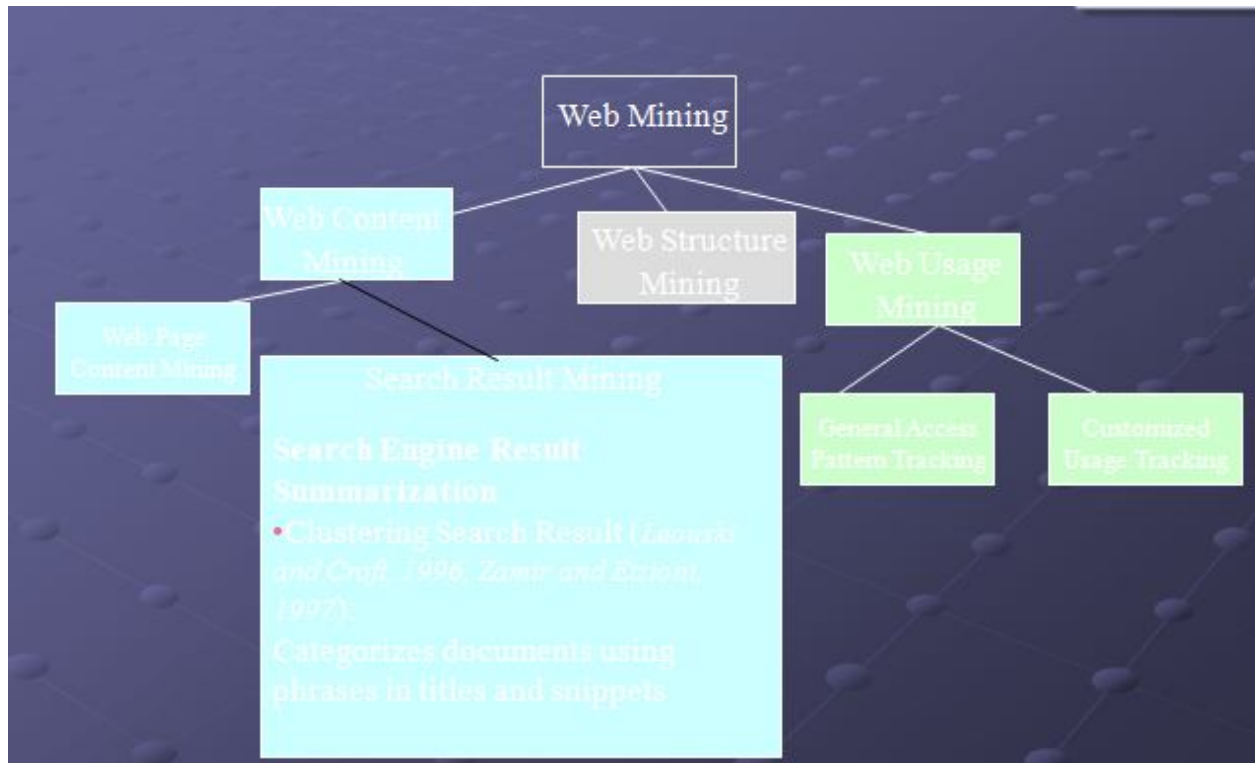 Web Mining
Web Content
Mining
Web Structure
Mining
Web Usage
Mining
Web Page
Content Mining
Search Result Mining
Search Engine Result
Summarization
•Clustering Search Result (Leouski
and Croft, 1996, Zamir and Etzioni,
1997):
Categorizes documents using
phrases in titles and snippets
General Access
Pattern Tracking
Customized
Usage Tracking